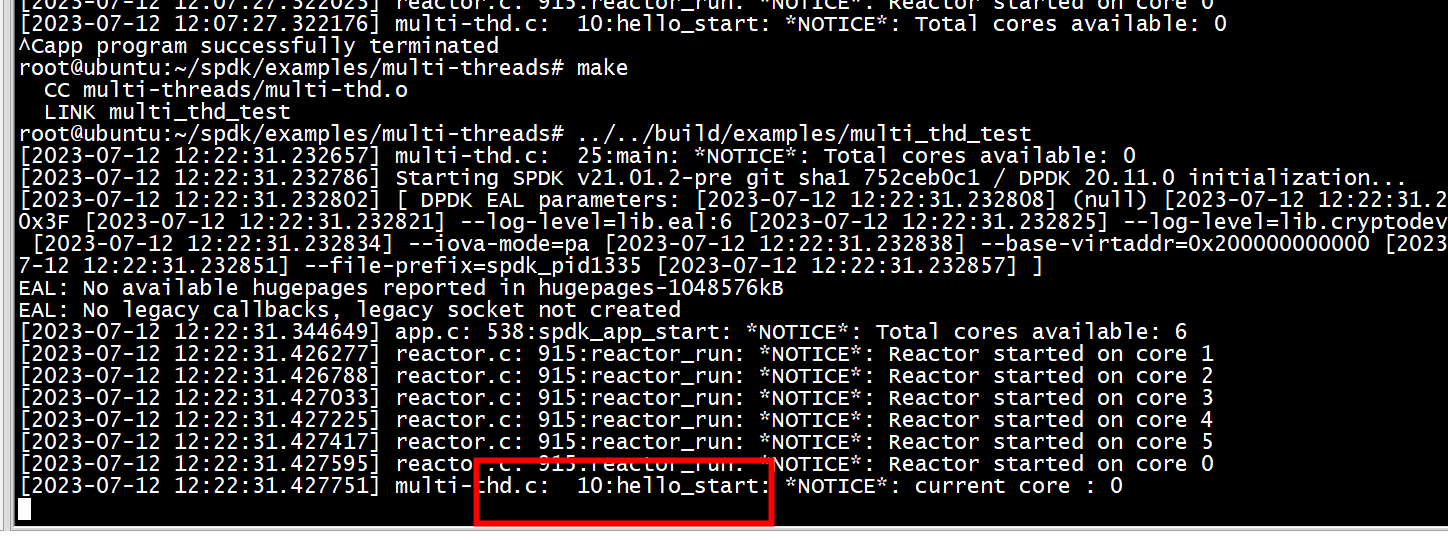 [2023-07-12 12:07:27.322023] reactor.c: 915:reactor_run: *NOTICE*: Reactor started on core 0
[2023-07-12 12:07:27.322176] multi-thd.c:  10:hello_start: *NOTICE*: Total cores available: 0
^Capp program successfully terminated
root@ubuntu:~/spdk/examples/multi-threads# make
  CC multi-threads/multi-thd.o
  LINK multi_thd_test
root@ubuntu:~/spdk/examples/multi-threads# ../../build/examples/multi_thd_test
[2023-07-12 12:22:31.232657] multi-thd.c:  25:main: *NOTICE*: Total cores available: 0
[2023-07-12 12:22:31.232786] Starting SPDK v21.01.2-pre git sha1 752ceb0c1 / DPDK 20.11.0 initialization...
[2023-07-12 12:22:31.232802] [ DPDK EAL parameters: [2023-07-12 12:22:31.232808] (null) [2023-07-12 12:22:31.2
0x3F [2023-07-12 12:22:31.232821] --log-level=lib.eal:6 [2023-07-12 12:22:31.232825] --log-level=lib.cryptodev
 [2023-07-12 12:22:31.232834] --iova-mode=pa [2023-07-12 12:22:31.232838] --base-virtaddr=0x200000000000 [2023
7-12 12:22:31.232851] --file-prefix=spdk_pid1335 [2023-07-12 12:22:31.232857] ]
EAL: No available hugepages reported in hugepages-1048576kB
EAL: No legacy callbacks, legacy socket not created
[2023-07-12 12:22:31.344649] app.c: 538:spdk_app_start: *NOTICE*: Total cores available: 6
[2023-07-12 12:22:31.426277] reactor.c: 915:reactor_run: *NOTICE*: Reactor started on core 1
[2023-07-12 12:22:31.426788] reactor.c: 915:reactor_run: *NOTICE*: Reactor started on core 2
[2023-07-12 12:22:31.427033] reactor.c: 915:reactor_run: *NOTICE*: Reactor started on core 3
[2023-07-12 12:22:31.427225] reactor.c: 915:reactor_run: *NOTICE*: Reactor started on core 4
[2023-07-12 12:22:31.427417] reactor.c: 915:reactor_run: *NOTICE*: Reactor started on core 5
[2023-07-12 12:22:31.427595] reactor.c: 915:reactor_run: *NOTICE*: Reactor started on core 0
[2023-07-12 12:22:31.427751] multi-thd.c:  10:hello_start: *NOTICE*: current core : 0